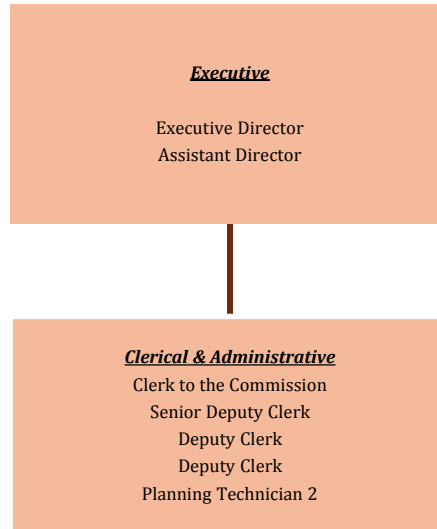 Executive
Executive Director
Assistant Director
Clerical & Administrative
Clerk to the Commission
Senior Deputy Clerk
Deputy Clerk
Deputy Clerk
Planning Technician 2